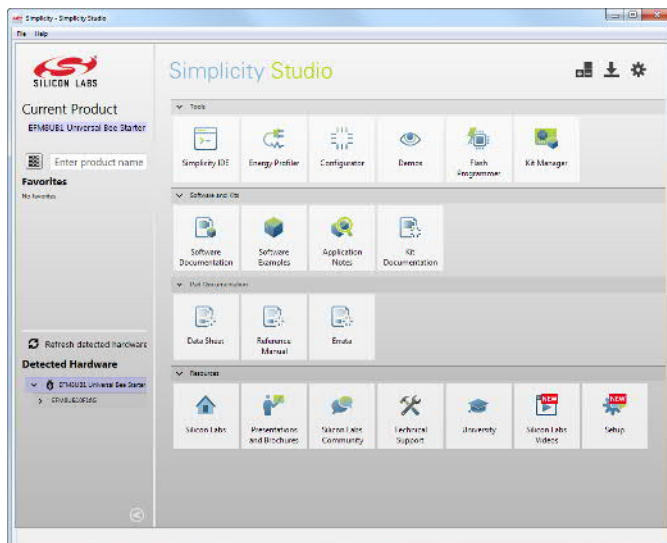 Simplicity - Simplicity Studio
File Help
SILICON LABS
Current Product
EFM8UB1 Universal Bee Starter
Enter product name
Favorites
No favorites
Refresh detected hardware
Detected Hardware
EFM8UB1 Universal Bee Starter
Simplicity Studio
Tools
Simplicity IDE
Energy Profiler
Configurator
Demos
Flash
Programmer
Kit Manager
Software and Kits
Software
Documentation
Software
Examples
Application
Notes
Kit
Documentation
Part Documentation
Data Sheet
Reference
Manual
Errata
Resources
Silicon Labs
Presentations
and Brochures
Silicon Labs
Community
Technical
Support
University
NEW
Silicon Labs
Videos
NEW
Setup